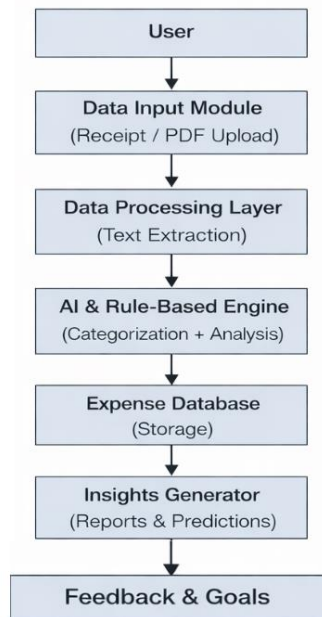 User
Data Input Module
(Receipt / PDF Upload)
Data Processing Layer
(Text Extraction)
AI & Rule-Based Engine
(Categorization + Analysis)
Expense Database
(Storage)
Insights Generator
(Reports & Predictions)
Feedback & Goals